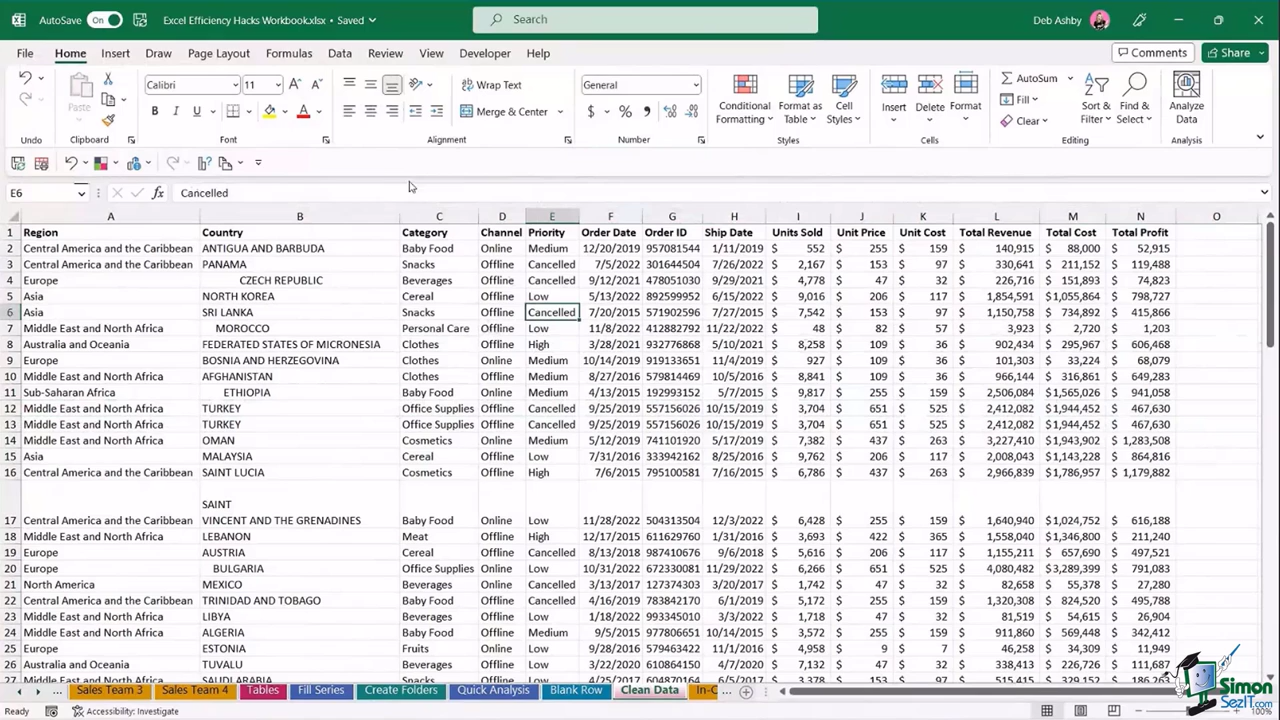 AutoSave On Efficiency Hacks Workbook.xlsx • Saved Search Deb Ashby
File Home Insert Draw Page Layout Formulas Data Review View Developer Help Comments Share
Calibri 11 Wrap Text General AutoSum
Paste Merge & Center $ % Conditional Formatting Format as Table Cell Styles Insert Delete Format Fill Clear Sort & Filter Find & Select Analyze Data
Undo Clipboard Font Alignment Number Styles Cells Editing Analysis
E6 fx Cancelled
A B C D E F G H I J K L M N O
1 Region Country Category Channel Priority Order Date Order ID Ship Date Units Sold Unit Price Unit Cost Total Revenue Total Cost Total Profit
2 Central America and the Caribbean ANTIGUA AND BARBUDA Baby Food Online Medium 12/20/2019 957081544 1/11/2019 552 $ 255 $ 159 $ 140,915 $ 88,000 $ 52,915
3 Central America and the Caribbean PANAMA Snacks Offline Cancelled 7/5/2022 301644504 7/26/2022 2,167 $ 153 $ 97 $ 330,641 $ 211,152 $ 119,488
4 Europe CZECH REPUBLIC Beverages Offline Cancelled 9/12/2021 478051030 9/29/2021 4,778 $ 47 $ 32 $ 226,716 $ 151,893 $ 74,823
5 Asia NORTH KOREA Cereal Offline Low 5/13/2022 892599952 6/15/2022 9,016 $ 206 $ 117 $ 1,854,591 $ 1,055,864 $ 798,727
6 Asia SRI LANKA Snacks Offline Cancelled 7/20/2015 571902596 7/27/2015 7,542 $ 153 $ 97 $ 1,150,758 $ 734,892 $ 415,866
7 Middle East and North Africa MOROCCO Personal Care Offline Low 11/8/2022 412882792 11/22/2022 48 $ 82 $ 57 $ 3,923 $ 2,720 $ 1,203
8 Australia and Oceania FEDERATED STATES OF MICRONESIA Clothes Offline High 3/28/2021 932776868 5/10/2021 8,258 $ 109 $ 36 $ 902,434 $ 295,967 $ 606,468
9 Europe BOSNIA AND HERZEGOVINA Clothes Online Medium 10/14/2019 919133651 11/4/2019 927 $ 109 $ 36 $ 101,303 $ 33,224 $ 68,079
10 Middle East and North Africa AFGHANISTAN Clothes Offline Medium 8/27/2016 579814469 10/5/2016 8,841 $ 109 $ 36 $ 966,144 $ 316,861 $ 649,283
11 Sub-Saharan Africa ETHIOPIA Baby Food Online Medium 4/13/2015 192993152 5/7/2015 9,817 $ 255 $ 159 $ 2,506,084 $ 1,565,026 $ 941,058
12 Middle East and North Africa TURKEY Office Supplies Offline Cancelled 9/25/2019 557156026 10/15/2019 3,704 $ 651 $ 525 $ 2,412,082 $ 1,944,452 $ 467,630
13 Middle East and North Africa TURKEY Office Supplies Offline Cancelled 9/25/2019 557156026 10/15/2019 3,704 $ 651 $ 525 $ 2,412,082 $ 1,944,452 $ 467,630
14 Middle East and North Africa OMAN Cosmetics Online Medium 5/12/2019 741101920 5/17/2019 7,382 $ 437 $ 263 $ 3,227,410 $ 1,943,902 $ 1,283,508
15 Asia MALAYSIA Cereal Offline Low 7/31/2016 333942162 8/25/2016 9,762 $ 206 $ 117 $ 2,008,043 $ 1,143,228 $ 864,816
16 Central America and the Caribbean SAINT LUCIA Cosmetics Offline High 7/6/2015 795100581 7/16/2015 6,786 $ 437 $ 263 $ 2,966,839 $ 1,786,957 $ 1,179,882
SAINT
17 Central America and the Caribbean VINCENT AND THE GRENADINES Baby Food Online Low 11/28/2022 504313504 12/3/2022 6,428 $ 255 $ 159 $ 1,640,940 $ 1,024,752 $ 616,188
18 Middle East and North Africa LEBANON Meat Offline High 12/17/2015 611629760 1/31/2016 3,693 $ 422 $ 365 $ 1,558,040 $ 1,346,800 $ 211,240
19 Europe AUSTRIA Cereal Offline Cancelled 8/13/2018 987410676 9/6/2018 5,616 $ 206 $ 117 $ 1,155,211 $ 657,690 $ 497,521
20 Europe BULGARIA Office Supplies Online Low 10/31/2022 672330081 11/29/2022 6,266 $ 651 $ 525 $ 4,080,482 $ 3,289,399 $ 791,083
21 North America MEXICO Beverages Online Cancelled 3/13/2017 127374303 3/20/2017 1,742 $ 47 $ 32 $ 82,658 $ 55,378 $ 27,280
22 Central America and the Caribbean TRINIDAD AND TOBAGO Baby Food Offline Cancelled 4/16/2019 783842170 6/1/2019 5,172 $ 255 $ 159 $ 1,320,308 $ 824,520 $ 495,788
23 Middle East and North Africa LIBYA Beverages Offline Low 1/18/2022 993345010 3/3/2022 1,718 $ 47 $ 32 $ 81,519 $ 54,615 $ 26,904
24 Middle East and North Africa ALGERIA Baby Food Offline Medium 9/5/2015 977806651 10/14/2015 3,572 $ 255 $ 159 $ 911,860 $ 569,448 $ 342,412
25 Europe ESTONIA Fruits Online Low 9/28/2016 579463422 11/1/2016 4,958 $ 9 $ 7 $ 46,258 $ 34,309 $ 11,949
26 Australia and Oceania TUVALU Beverages Offline Low 3/22/2020 610864150 4/7/2020 7,132 $ 47 $ 32 $ 338,413 $ 226,726 $ 111,687
Sales Team 3 Sales Team 4 Tables Fill Series Create Folders Quick Analysis Blank Row Clean Data
Ready Accessibility: Investigate 100%
Simon SezIT.com